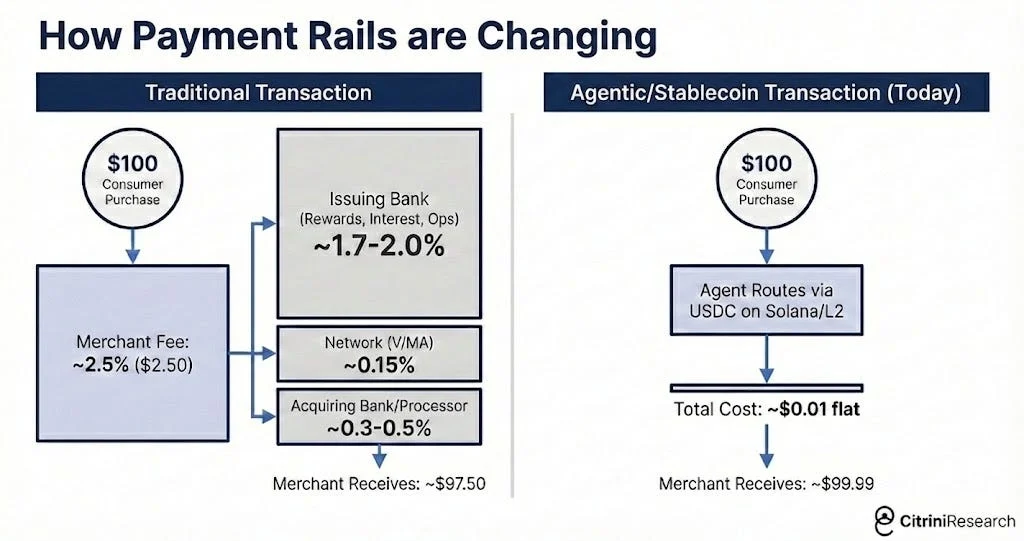 How Payment Rails are Changing
Traditional Transaction
$100
Consumer
Purchase
Merchant Fee:
~2.5% ($2.50)
Issuing Bank
(Rewards, Interest, Ops)
~1.7-2.0%
Network (V/MA)
~0.15%
Acquiring Bank/Processor
~0.3-0.5%
Merchant Receives: ~$97.50
Agentic/Stablecoin Transaction (Today)
$100
Consumer
Purchase
Agent Routes via
USDC on Solana/L2
Total Cost: ~$0.01 flat
Merchant Receives: ~$99.99
CitriniResearch